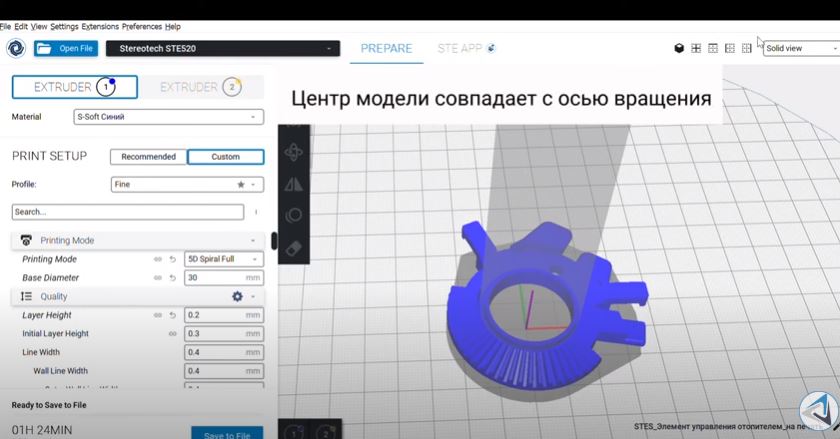 File Edit View Settings Extensions Preferences Help
Open File
Stereotech STE520
PREPARE
STE APP
Solid view
EXTRUDER 1
EXTRUDER 2
Центр модели совпадает с осью вращения
Material
S-Soft Синий
PRINT SETUP
Recommended
Custom
Profile:
Fine
Search...
Printing Mode
Printing Mode
5D Spiral Full
Base Diameter
30 mm
Quality
Layer Height
0.2 mm
Initial Layer Height
0.3 mm
Line Width
0.4 mm
Wall Line Width
0.4 mm
Ready to Save to File
01H 24MIN
Save to File
1 2
STES_Элемент управления отопителем_на печать